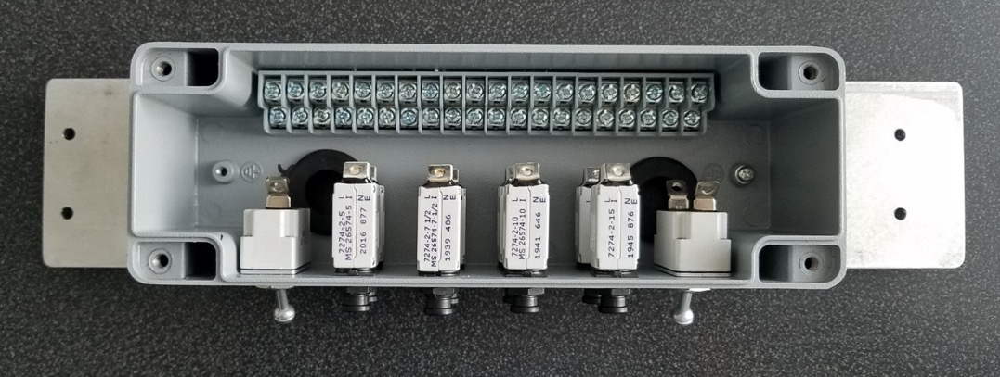 7274-2-5 L
MS 26574-5 I
2016 877 N
E
7274-2-7 1/2 L
MS 26574-7-1/2 I
1939 486 N
E
7274-2-10 L
MS 26574-10 I
1941 646 N
E
7274-2-15 L
I
1945 876 N
E